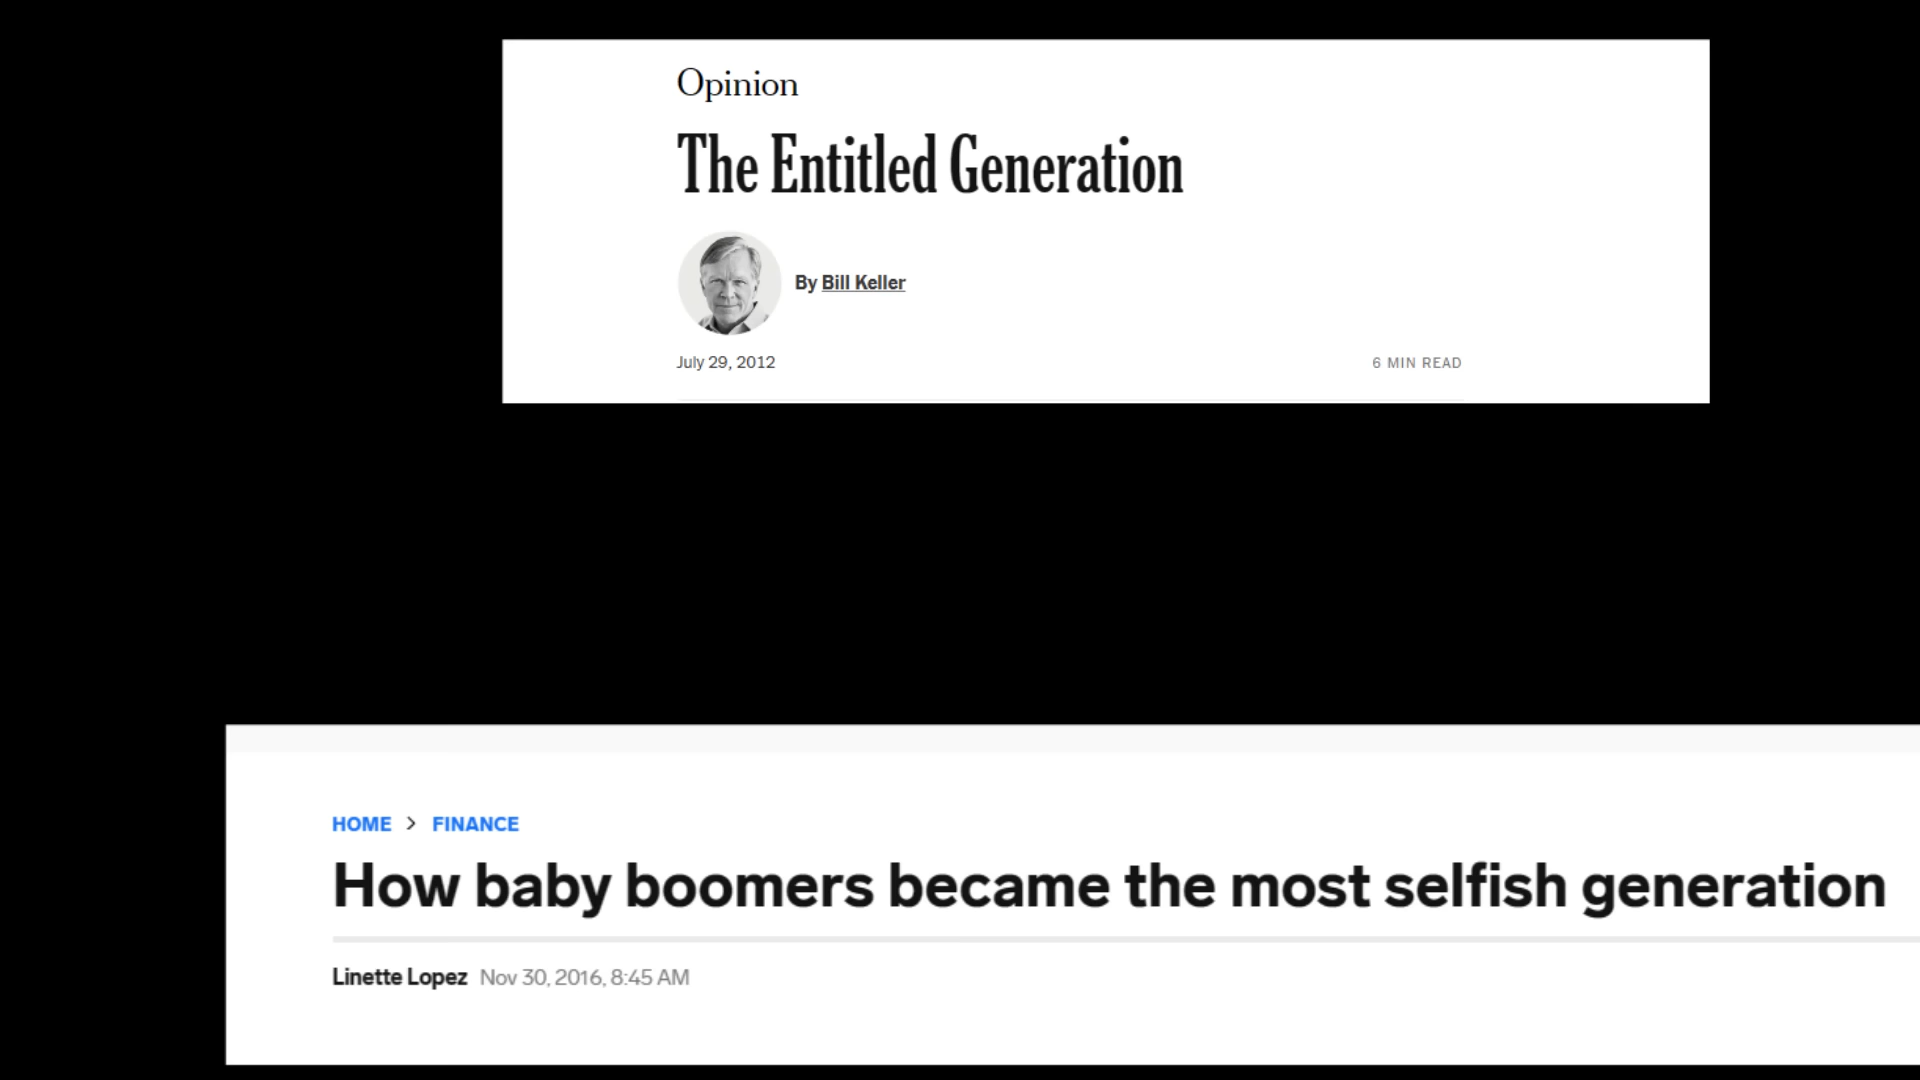 Opinion
The Entitled Generation
By Bill Keller
July 29, 2012
6 MIN READ
HOME > FINANCE
How baby boomers became the most selfish generation
Linette Lopez Nov 30, 2016, 8:45 AM